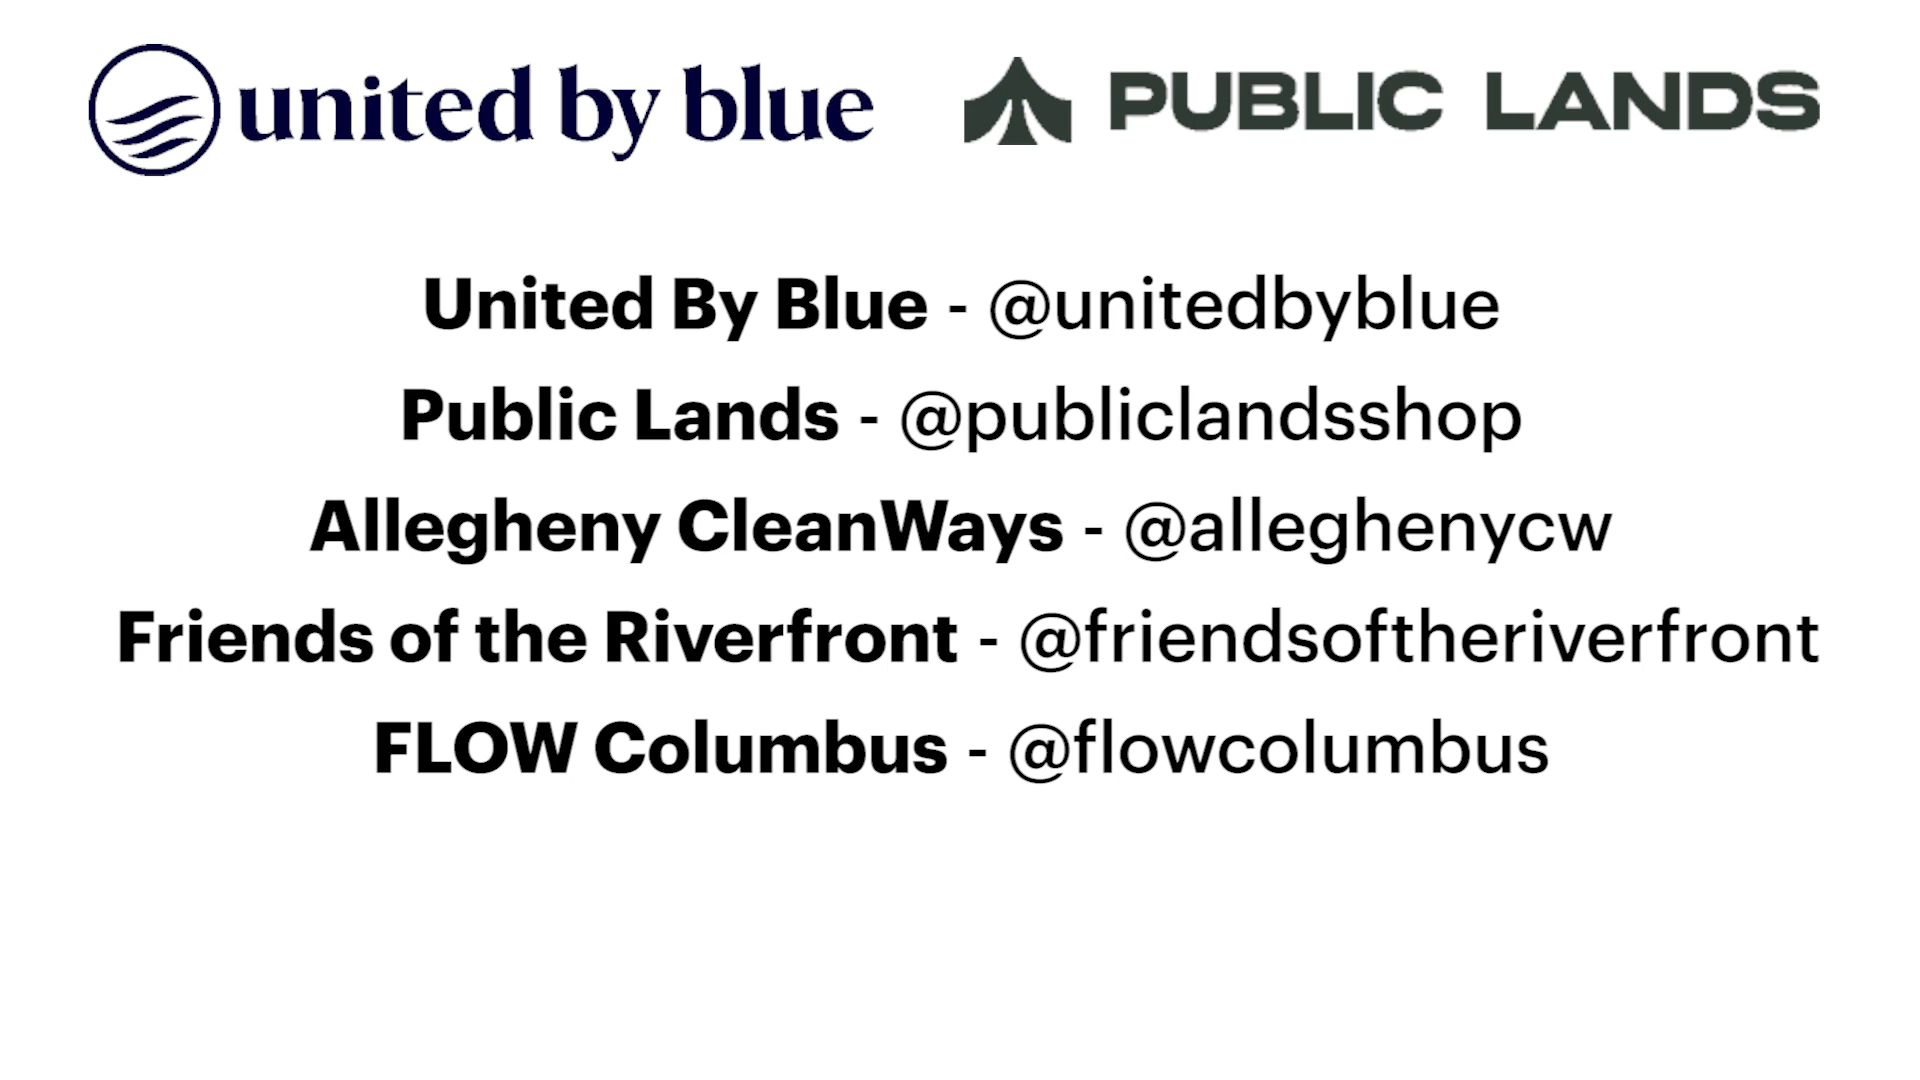 united by blue
PUBLIC LANDS
United By Blue - @unitedbyblue
Public Lands - @publiclandsshop
Allegheny CleanWays - @alleghenycw
Friends of the Riverfront - @friendsoftheriverfront
FLOW Columbus - @flowcolumbus